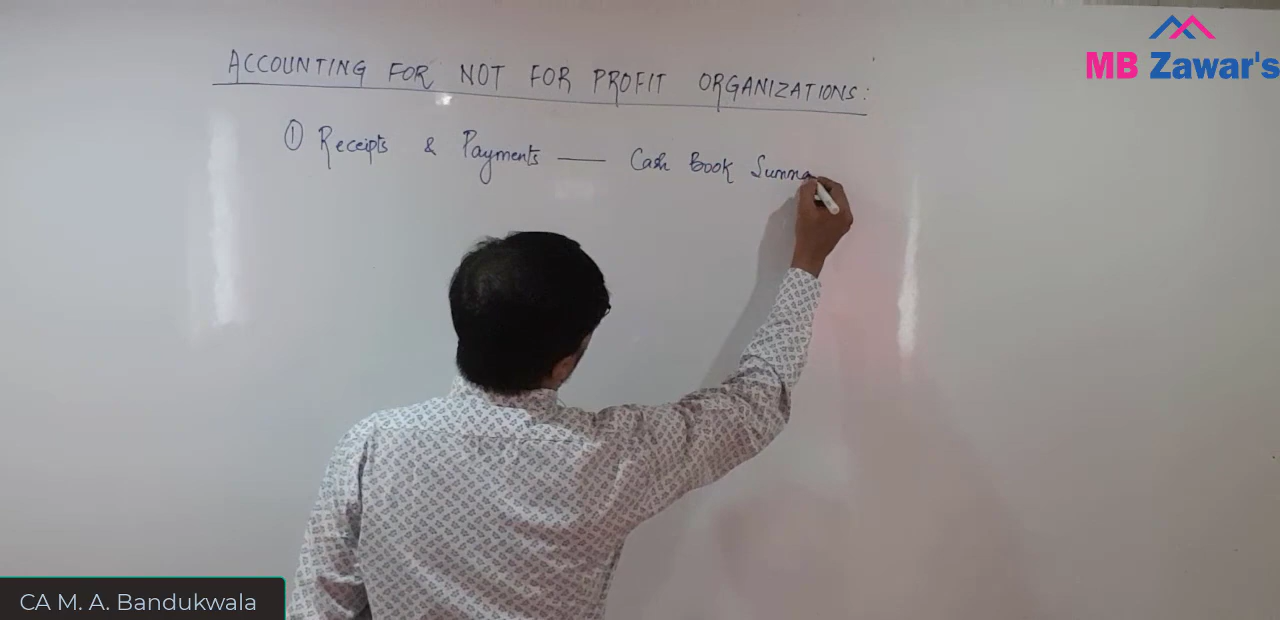 MB Zawar's
ACCOUNTING FOR NOT FOR PROFIT ORGANIZATIONS:
① Receipts & Payments — Cash Book Summa
CA M. A. Bandukwala